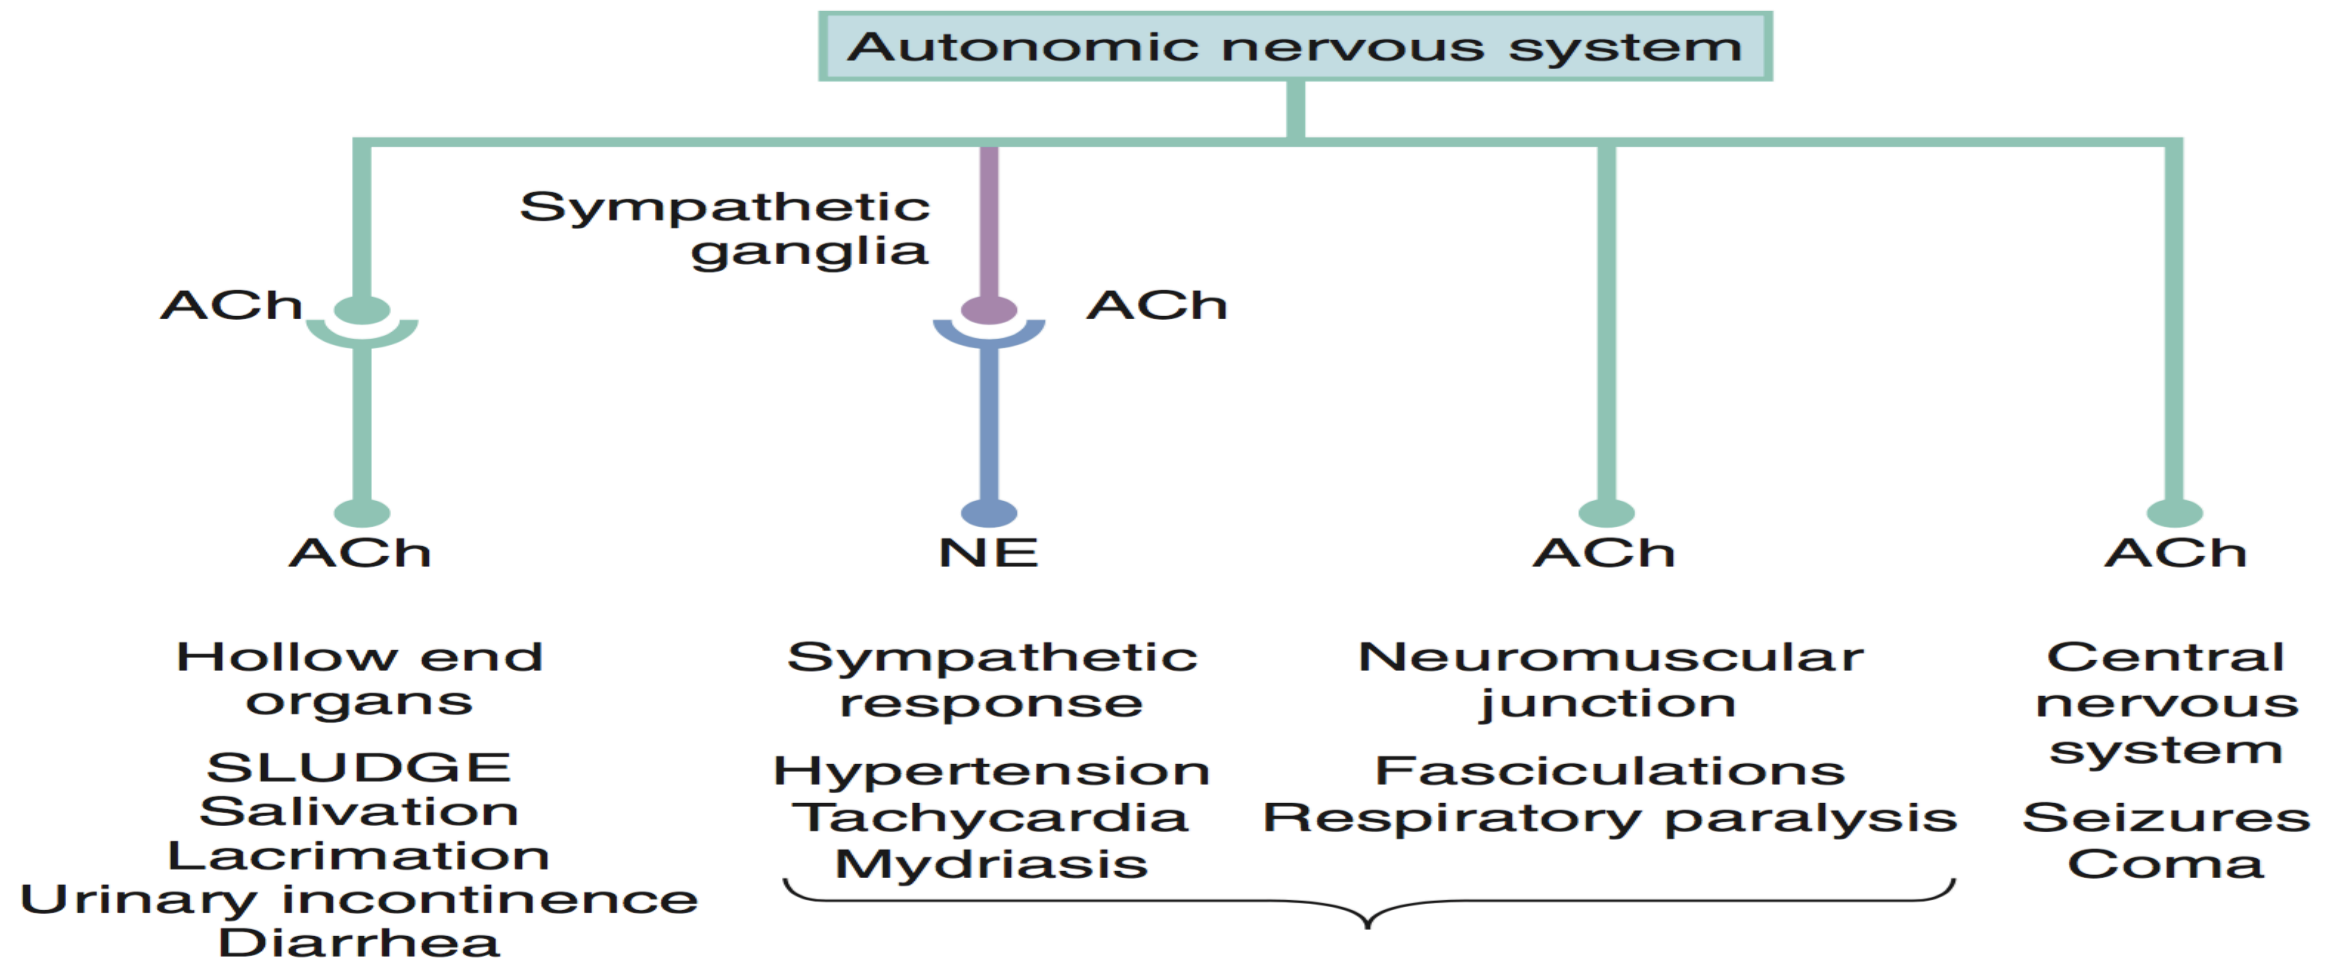 Autonomic nervous system
Sympathetic
ganglia
ACh
ACh
ACh
NE
ACh
ACh
Hollow end
organs
SLUDGE
Salivation
Lacrimation
Urinary incontinence
Diarrhea
Sympathetic
response
Hypertension
Tachycardia
Mydriasis
Neuromuscular
junction
Fasciculations
Respiratory paralysis
Central
nervous
system
Seizures
Coma